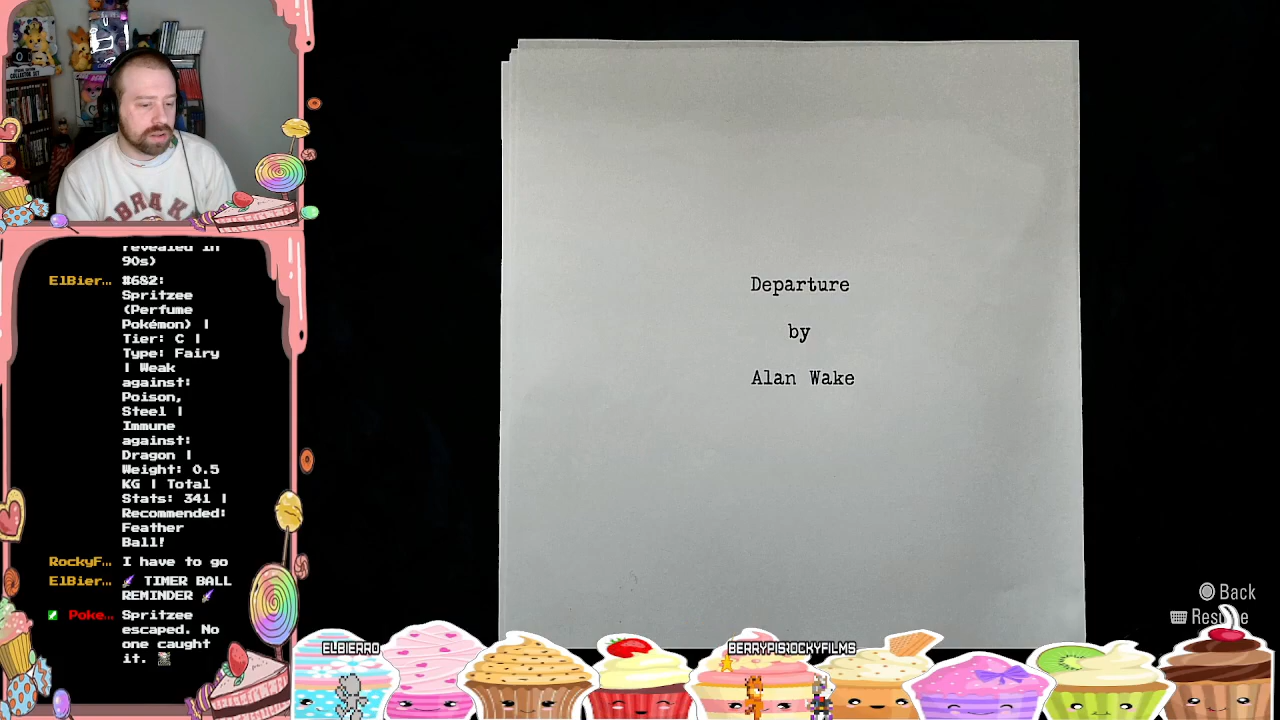 BRAK
revealed in
90s)
ElBier... #682:
Spritzee
(Perfume
Pokémon) |
Tier: C |
Type: Fairy
| Weak
against:
Poison,
Steel |
Immune
against:
Dragon |
Weight: 0.5
KG | Total
Stats: 341 |
Recommended:
Feather
Ball!
RockyF... I have to go
ElBier... TIMER BALL
REMINDER
Poke... Spritzee
escaped. No
one caught
it.
Departure
by
Alan Wake
Back
ELBIERRO